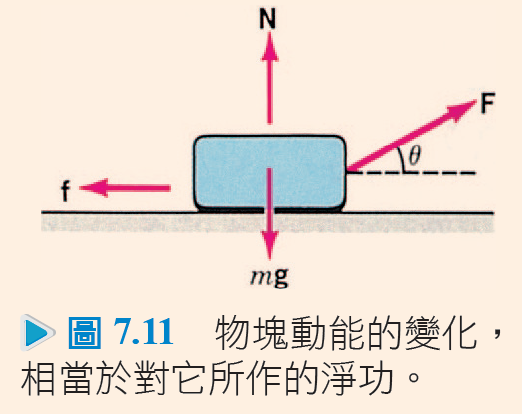 N
F
θ
f
mg
圖 7.11 物塊動能的變化，
相當於對它所作的淨功。